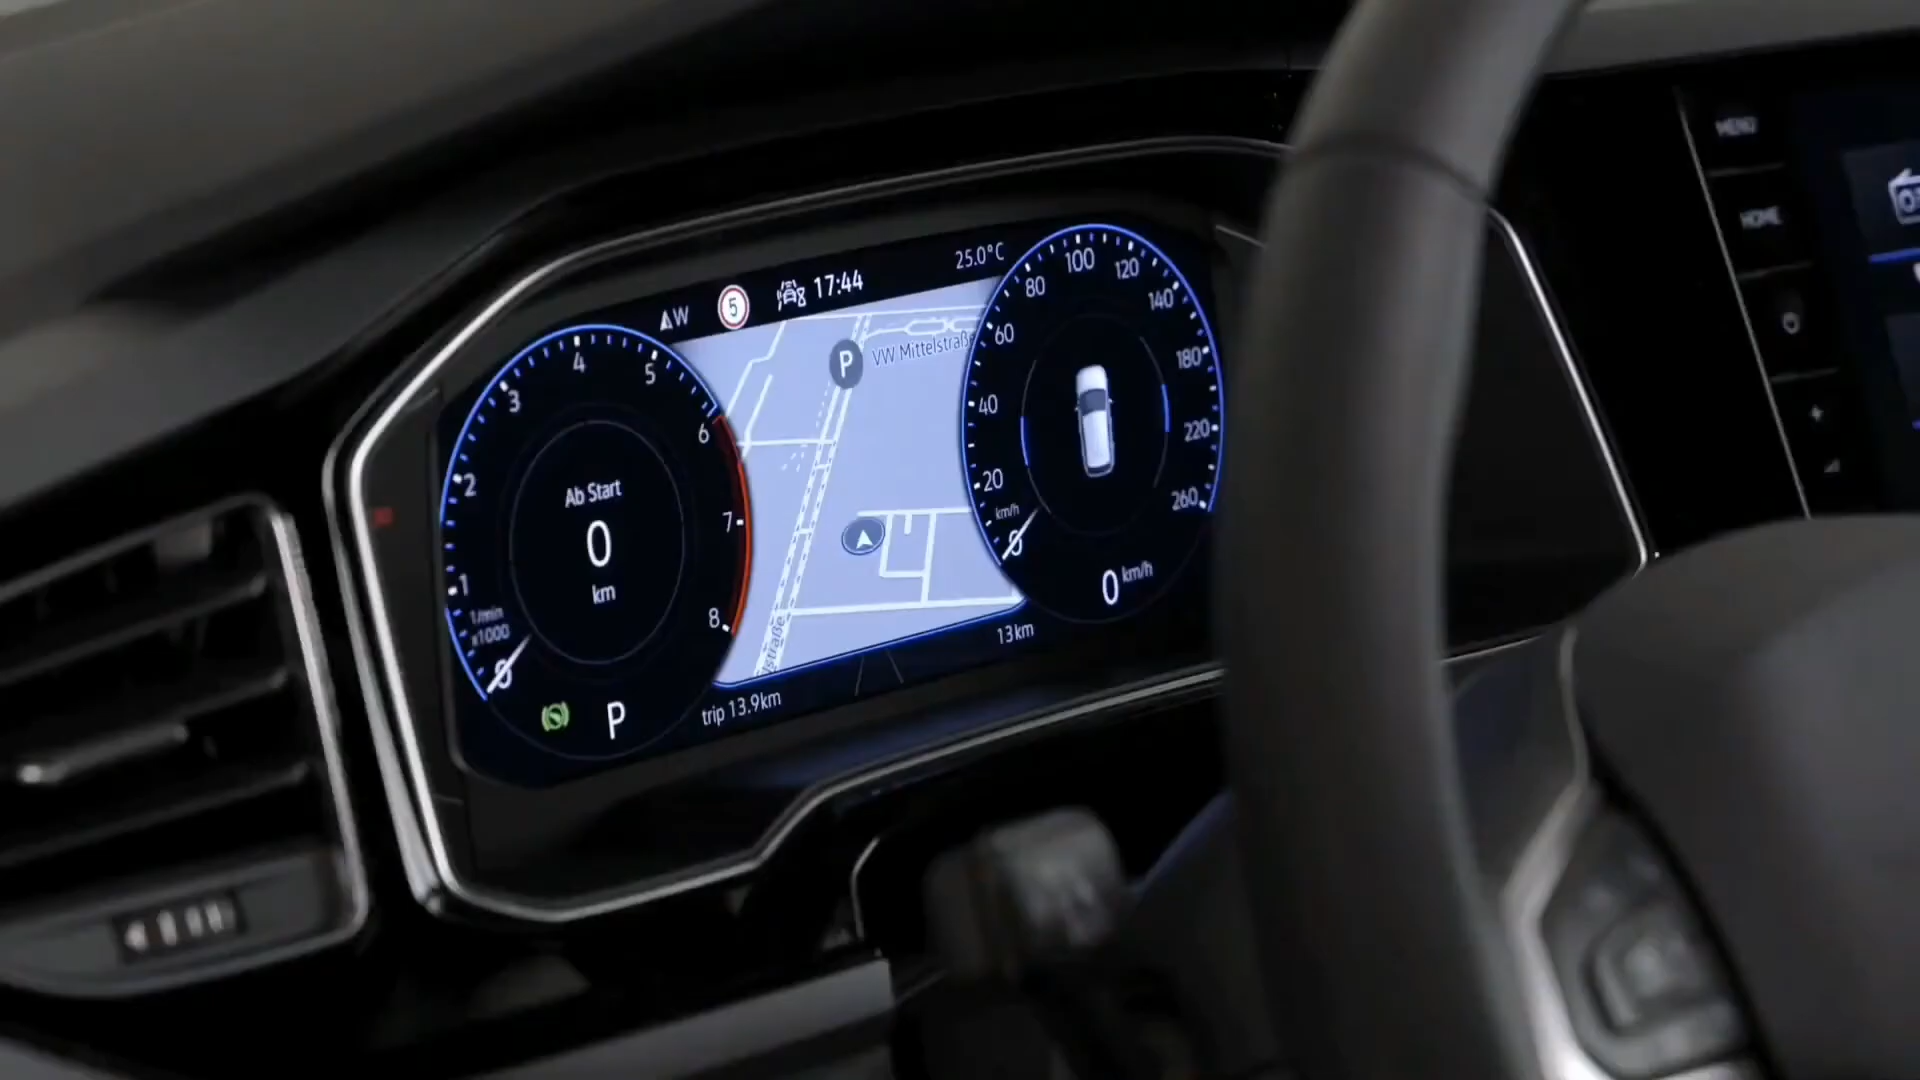 W
5
17:44
25.0°C
P
VW Mittelstraße
1
2
3
4
5
6
7
8
1/min
x1000
Ab Start
0
km
P
lstraße
trip 13.9km
13km
0
20
40
60
80
100
120
140
180
220
260
km/h
0 km/h
MENU
HOME